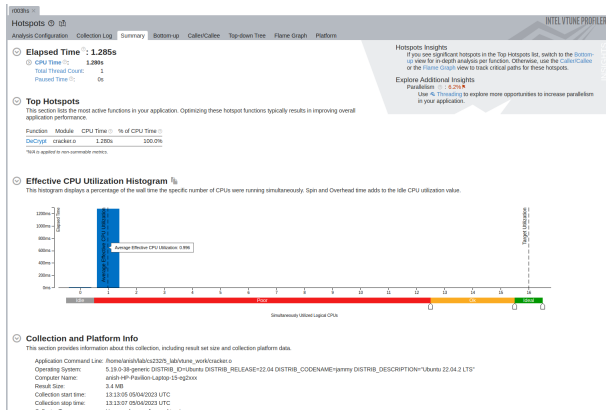 r003hs ×
Hotspots
INTEL VTUNE PROFILER
Analysis Configuration Collection Log Summary Bottom-up Caller/Callee Top-down Tree Flame Graph Platform
Elapsed Time : 1.285s
CPU Time : 1.280s
Total Thread Count: 1
Paused Time : 0s
Top Hotspots
This section lists the most active functions in your application. Optimizing these hotspot functions typically results in improving overall
application performance.
Function Module CPU Time % of CPU Time
DeCrypt cracker.o 1.280s 100.0%
*N/A is applied to non-summable metrics.
Hotspots Insights
If you see significant hotspots in the Top Hotspots list, switch to the Bottom-
up view for in-depth analysis per function. Otherwise, use the Caller/Callee
or the Flame Graph view to track critical paths for these hotspots.
Explore Additional Insights
Parallelism : 6.2%
Use Threading to explore more opportunities to increase parallelism
in your application.
Effective CPU Utilization Histogram
This histogram displays a percentage of the wall time the specific number of CPUs were running simultaneously. Spin and Overhead time adds to the Idle CPU utilization value.
Elapsed Time
1200ms
1000ms
800ms
600ms
400ms
200ms
0ms
Average Effective CPU Utilization
Average Effective CPU Utilization: 0.996
Target Utilization
0 1 2 3 4 5 6 7 8 9 10 11 12 13 14 15 16
Idle Poor Ok Ideal
Simultaneously Utilized Logical CPUs
Collection and Platform Info
This section provides information about this collection, including result set size and collection platform data.
Application Command Line: /home/anish/lab/cs232/5_lab/vtune_work/cracker.o
Operating System: 5.19.0-38-generic DISTRIB_ID=Ubuntu DISTRIB_RELEASE=22.04 DISTRIB_CODENAME=jammy DISTRIB_DESCRIPTION="Ubuntu 22.04.2 LTS"
Computer Name: anish-HP-Pavilion-Laptop-15-eg2xxx
Result Size: 3.4 MB
Collection start time: 13:13:05 05/04/2023 UTC
Collection stop time: 13:13:07 05/04/2023 UTC